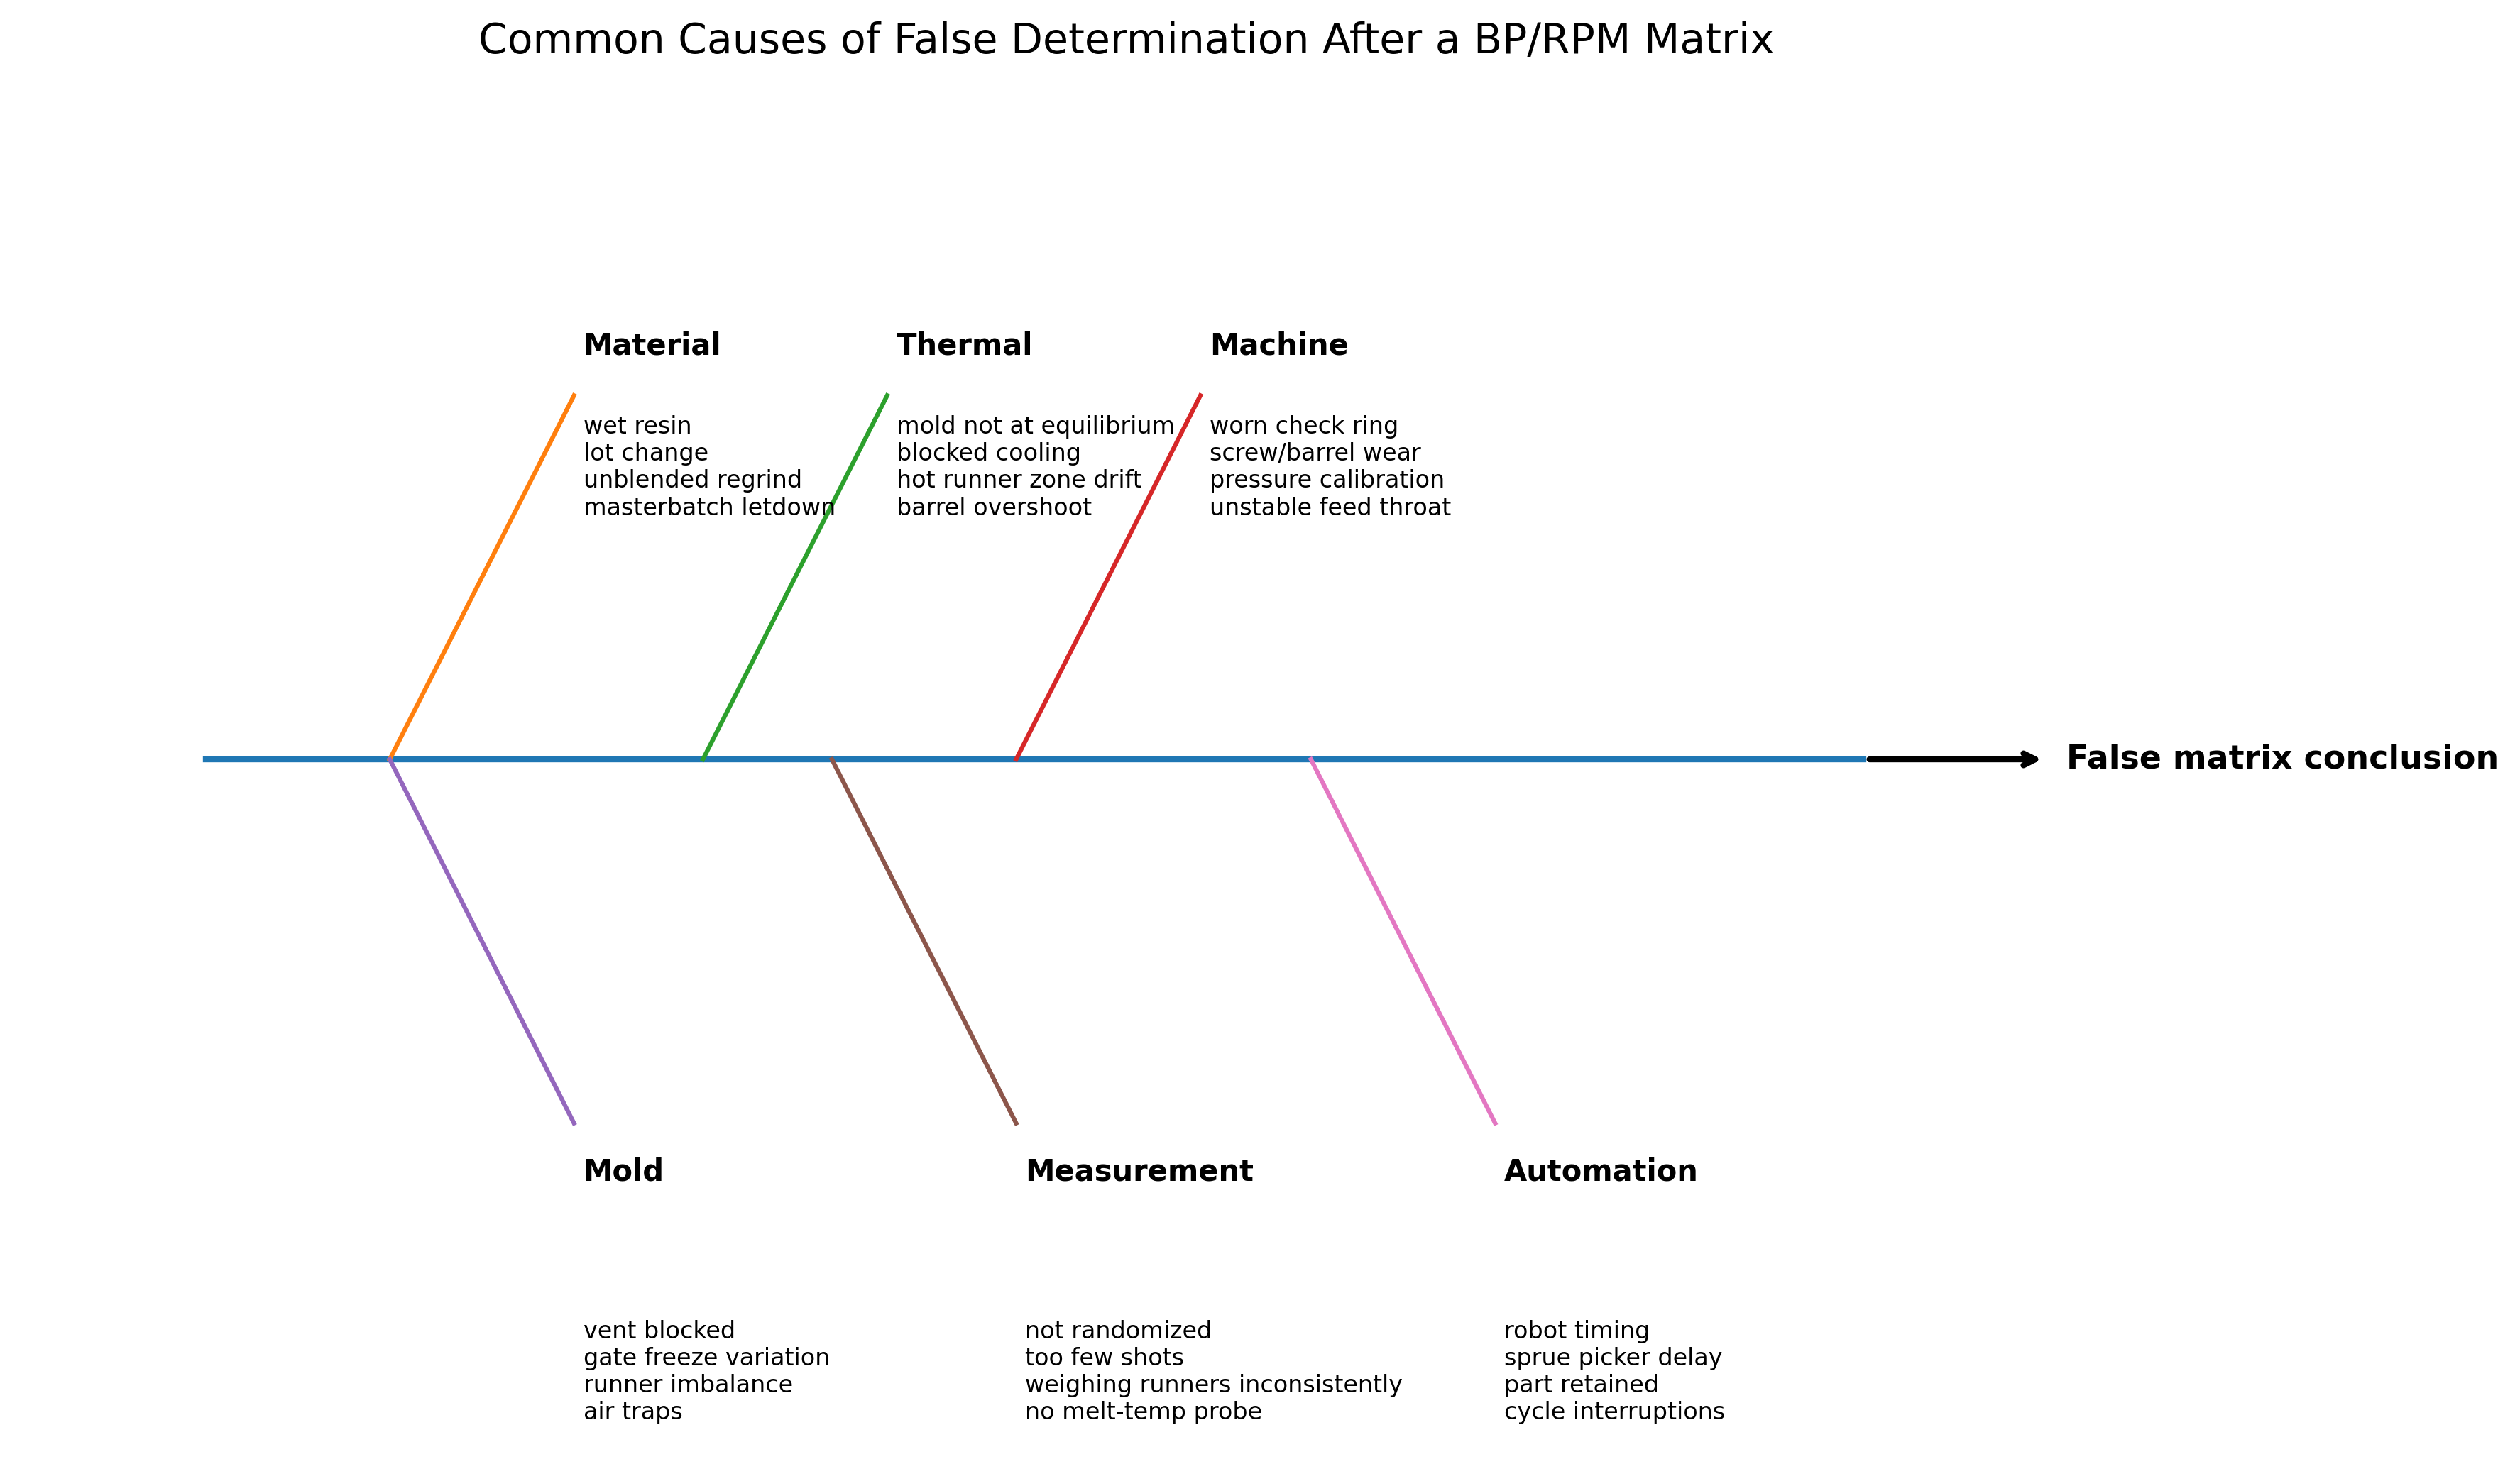 Common Causes of False Determination After a BP/RPM Matrix
Material
wet resin
lot change
unblended regrind
masterbatch letdown
Thermal
mold not at equilibrium
blocked cooling
hot runner zone drift
barrel overshoot
Machine
worn check ring
screw/barrel wear
pressure calibration
unstable feed throat
False matrix conclusion
Mold
vent blocked
gate freeze variation
runner imbalance
air traps
Measurement
not randomized
too few shots
weighing runners inconsistently
no melt-temp probe
Automation
robot timing
sprue picker delay
part retained
cycle interruptions